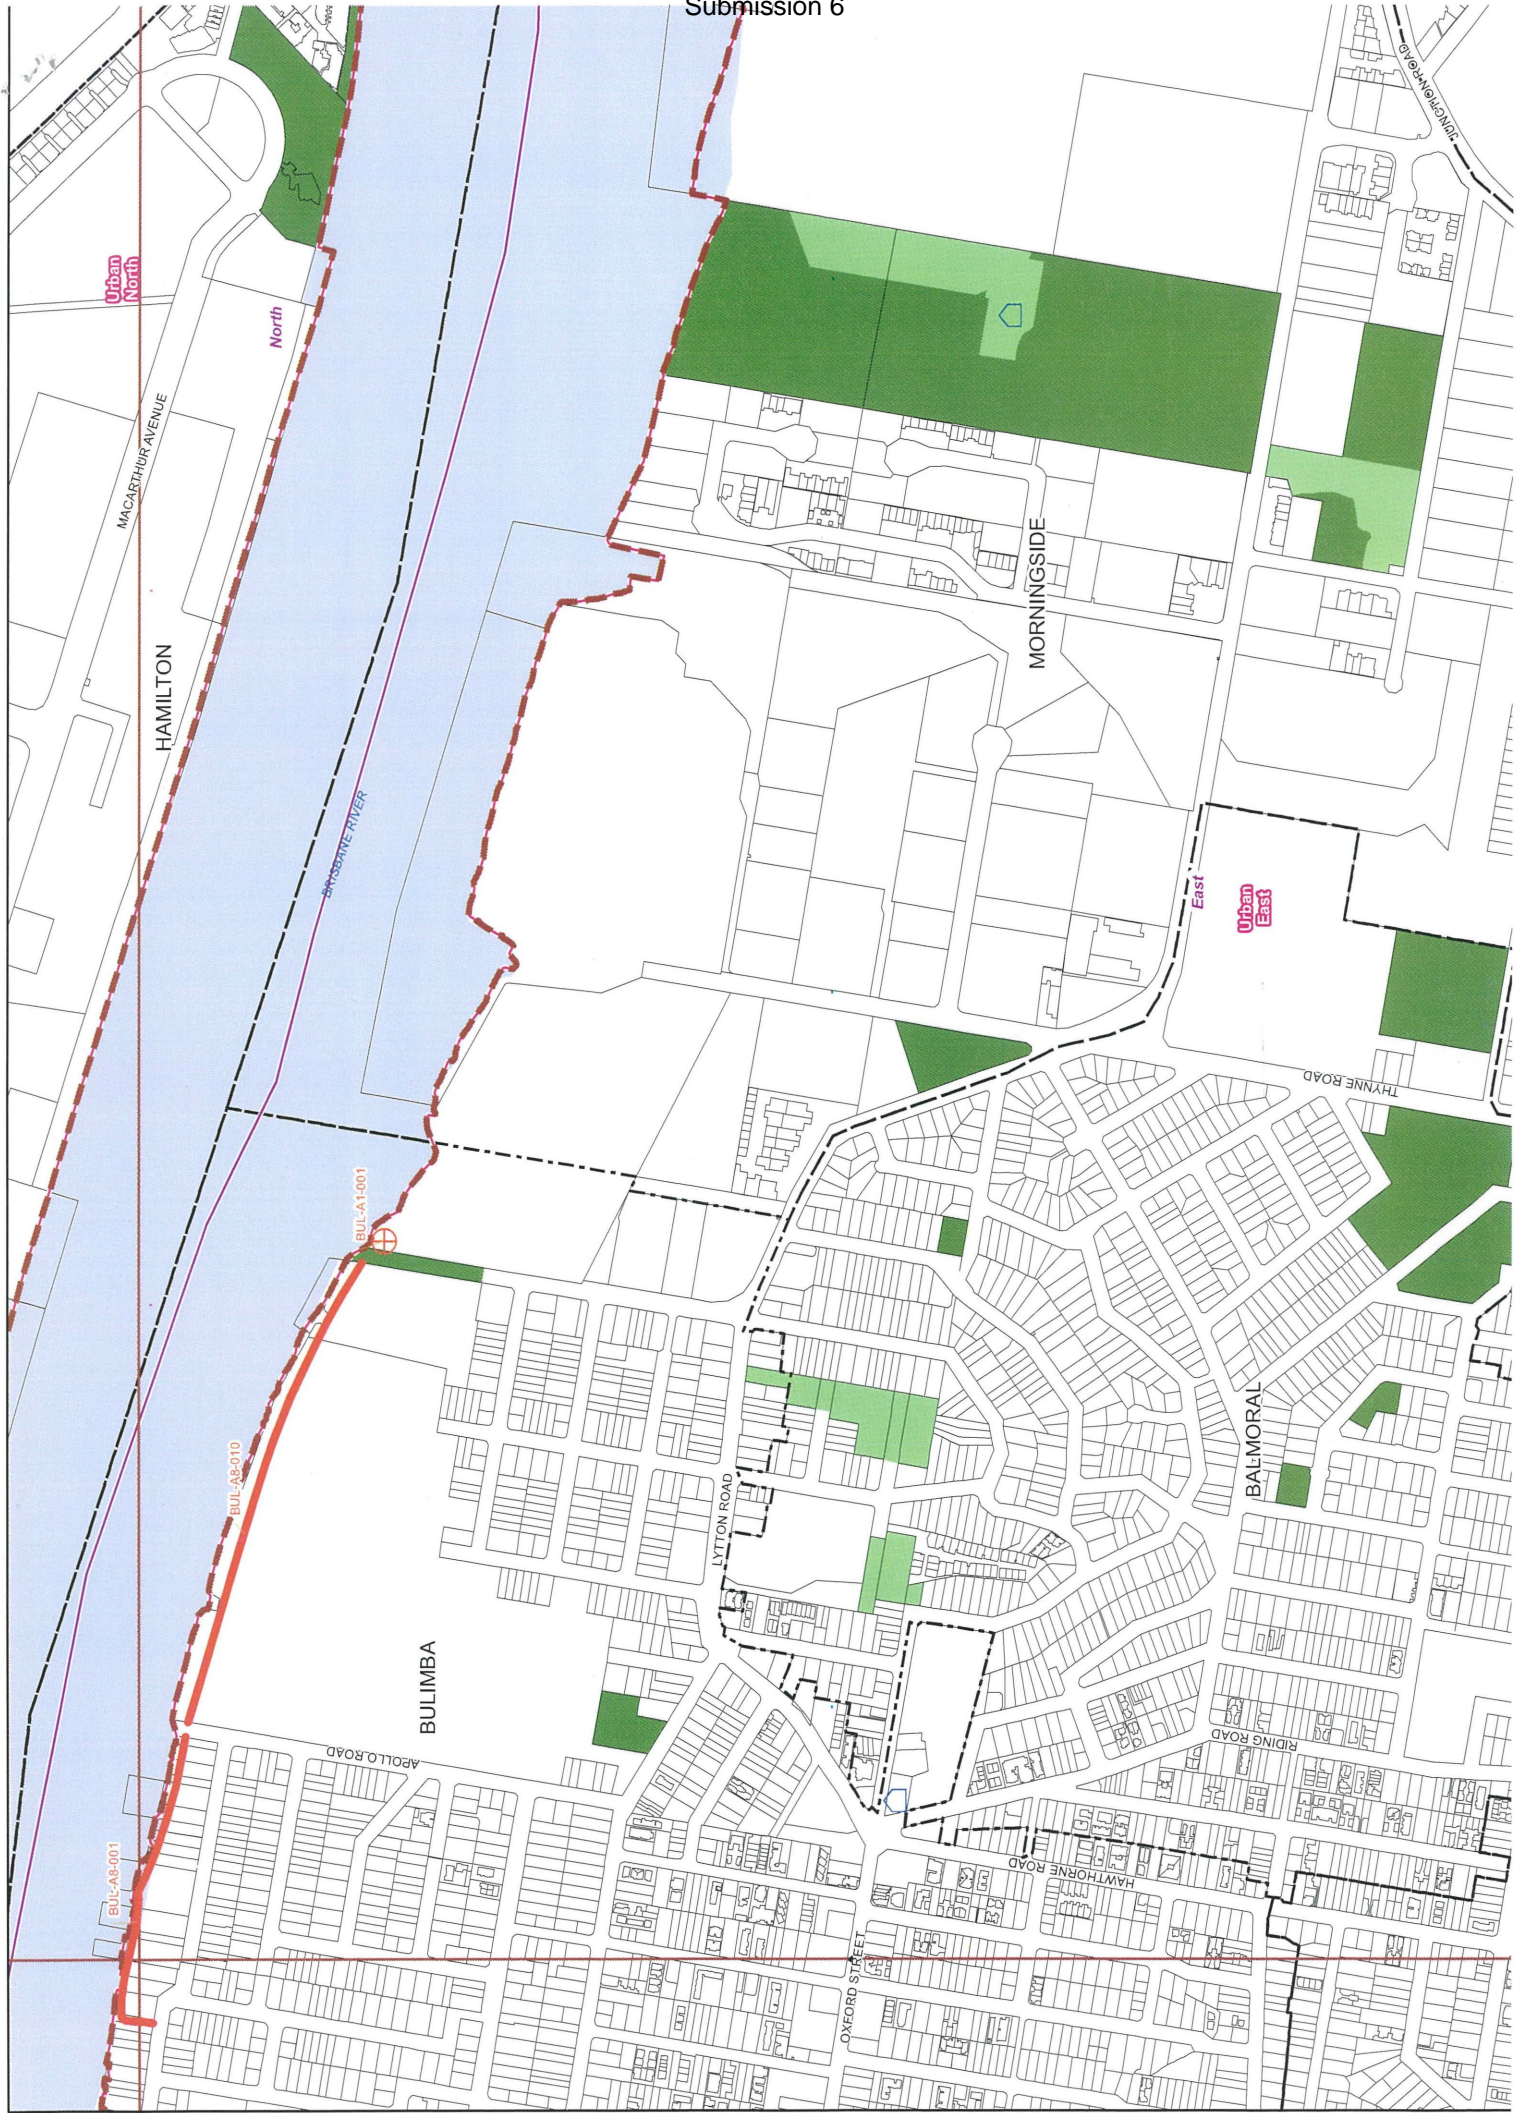 Submission 6
JUNCTION ROAD
Urban
North
North
MACARTHUR AVENUE
HAMILTON
BRISBANE RIVER
MORNINGSIDE
East
Urban
East
THYNNE ROAD
BUL-A1-001
BUL-A8-010
LYTTON ROAD
BALMORAL
BULIMBA
APOLLO ROAD
RIDING ROAD
BUL-A8-001
HAWTHORNE ROAD
OXFORD STREET